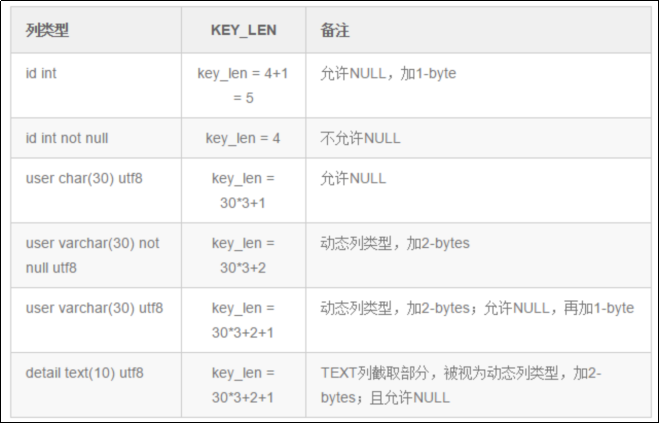 列类型 KEY_LEN 备注
id int key_len = 4+1 允许NULL，加1-byte
= 5
id int not null key_len = 4 不允许NULL
user char(30) utf8 key_len = 允许NULL
30*3+1
user varchar(30) not key_len = 动态列类型，加2-bytes
null utf8 30*3+2
user varchar(30) utf8 key_len = 动态列类型，加2-bytes；允许NULL，再加1-byte
30*3+2+1
detail text(10) utf8 key_len = TEXT列截取部分，被视为动态列类型，加2-
30*3+2+1 bytes；且允许NULL